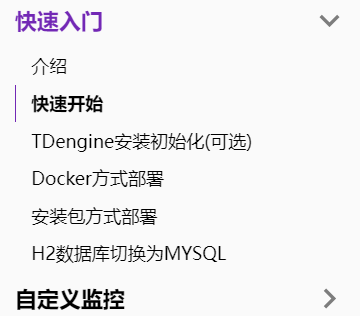 快速入门
介绍
快速开始
TDengine安装初始化(可选)
Docker方式部署
安装包方式部署
H2数据库切换为MYSQL
自定义监控